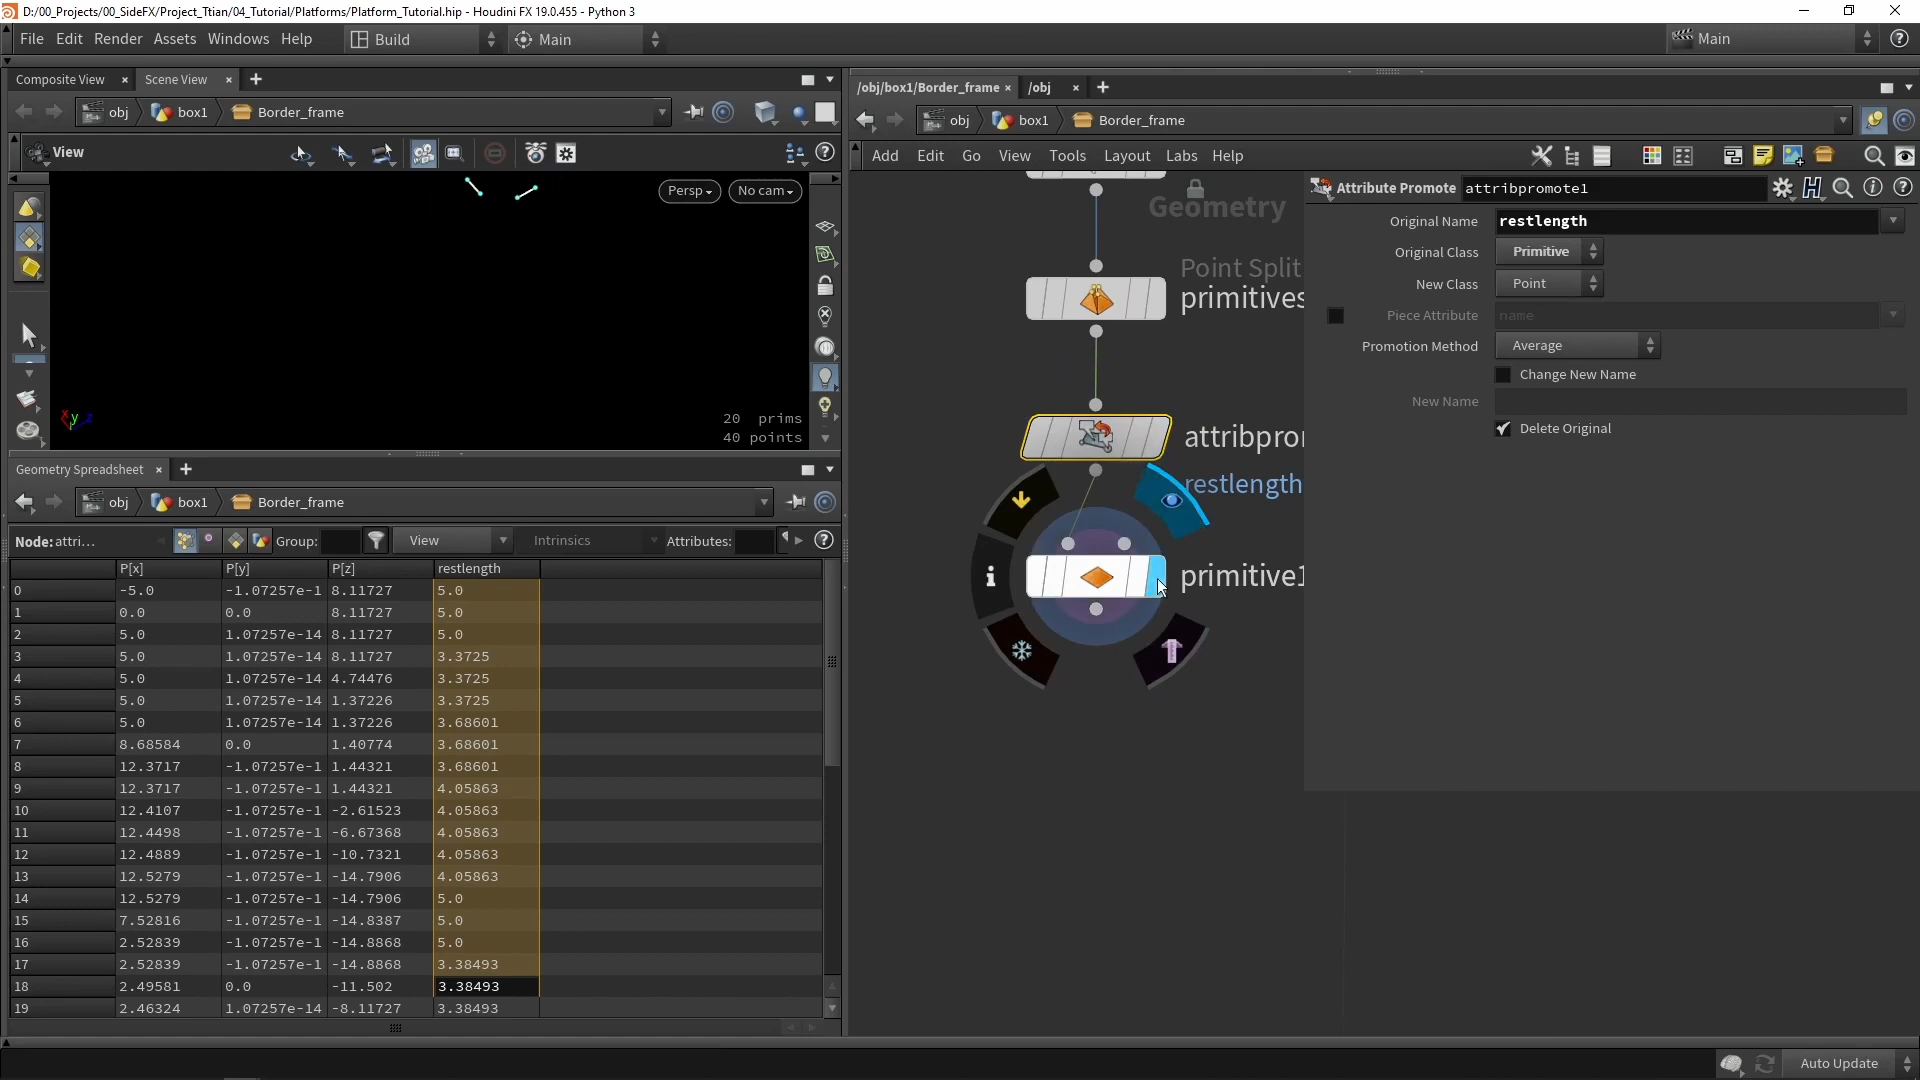 D:/00_Projects/00_SideFX/Project_Ttian/04_Tutorial/Platforms/Platform_Tutorial.hip - Houdini FX 19.0.455 - Python 3
File Edit Render Assets Windows Help Build Main Main
Composite View × Scene View × +
obj box1 Border_frame
View
Persp No cam
x y z
20 prims
40 points
Geometry Spreadsheet × +
obj box1 Border_frame
Node: attri... Group: View Intrinsics Attributes:
P[x] P[y] P[z] restlength
0 -5.0 -1.07257e-1 8.11727 5.0
1 0.0 0.0 8.11727 5.0
2 5.0 1.07257e-14 8.11727 5.0
3 5.0 1.07257e-14 8.11727 3.3725
4 5.0 1.07257e-14 4.74476 3.3725
5 5.0 1.07257e-14 1.37226 3.3725
6 5.0 1.07257e-14 1.37226 3.68601
7 8.68584 0.0 1.40774 3.68601
8 12.3717 -1.07257e-1 1.44321 3.68601
9 12.3717 -1.07257e-1 1.44321 4.05863
10 12.4107 -1.07257e-1 -2.61523 4.05863
11 12.4498 -1.07257e-1 -6.67368 4.05863
12 12.4889 -1.07257e-1 -10.7321 4.05863
13 12.5279 -1.07257e-1 -14.7906 4.05863
14 12.5279 -1.07257e-1 -14.7906 5.0
15 7.52816 -1.07257e-1 -14.8387 5.0
16 2.52839 -1.07257e-1 -14.8868 5.0
17 2.52839 -1.07257e-1 -14.8868 3.38493
18 2.49581 0.0 -11.502 3.38493
19 2.46324 1.07257e-14 -8.11727 3.38493
/obj/box1/Border_frame × /obj × +
obj box1 Border_frame
Add Edit Go View Tools Layout Labs Help
Geometry
Point Split
primitives
attribpror
restlength
primitive1
Attribute Promote attribpromote1
Original Name restlength
Original Class Primitive
New Class Point
Piece Attribute name
Promotion Method Average
Change New Name
New Name
Delete Original
Auto Update